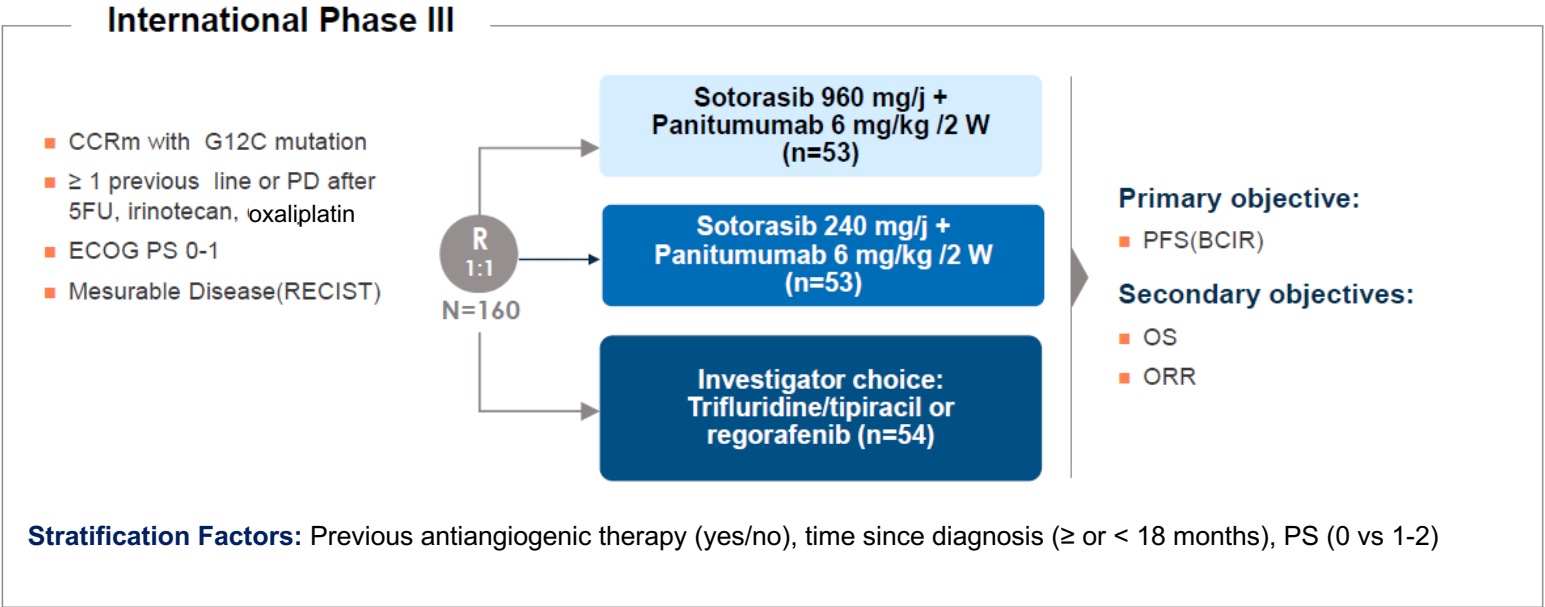 International Phase III
CCRm with G12C mutation
≥ 1 previous line or PD after
5FU, irinotecan, oxaliplatin
ECOG PS 0-1
Mesurable Disease(RECIST)
R
1:1
N=160
Sotorasib 960 mg/j +
Panitumumab 6 mg/kg /2 W
(n=53)
Sotorasib 240 mg/j +
Panitumumab 6 mg/kg /2 W
(n=53)
Investigator choice:
Trifluridine/tipiracil or
regorafenib (n=54)
Primary objective:
PFS(BCIR)
Secondary objectives:
OS
ORR
Stratification Factors: Previous antiangiogenic therapy (yes/no), time since diagnosis (≥ or < 18 months), PS (0 vs 1-2)